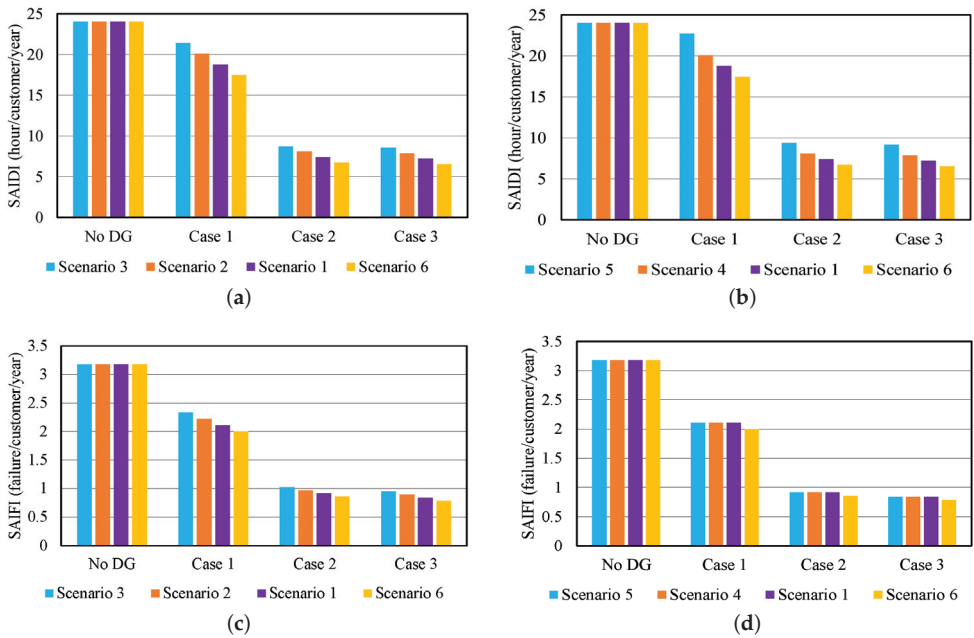 SAIDI (hour/customer/year)
25
20
15
10
5
0
No DG Case 1 Case 2 Case 3
Scenario 3 Scenario 2 Scenario 1 Scenario 6
(a)
SAIDI (hour/customer/year)
25
20
15
10
5
0
No DG Case 1 Case 2 Case 3
Scenario 5 Scenario 4 Scenario 1 Scenario 6
(b)
SAIFI (failure/customer/year)
3.5
3
2.5
2
1.5
1
0.5
0
No DG Case 1 Case 2 Case 3
Scenario 3 Scenario 2 Scenario 1 Scenario 6
(c)
SAIFI (failure/customer/year)
3.5
3
2.5
2
1.5
1
0.5
0
No DG Case 1 Case 2 Case 3
Scenario 5 Scenario 4 Scenario 1 Scenario 6
(d)